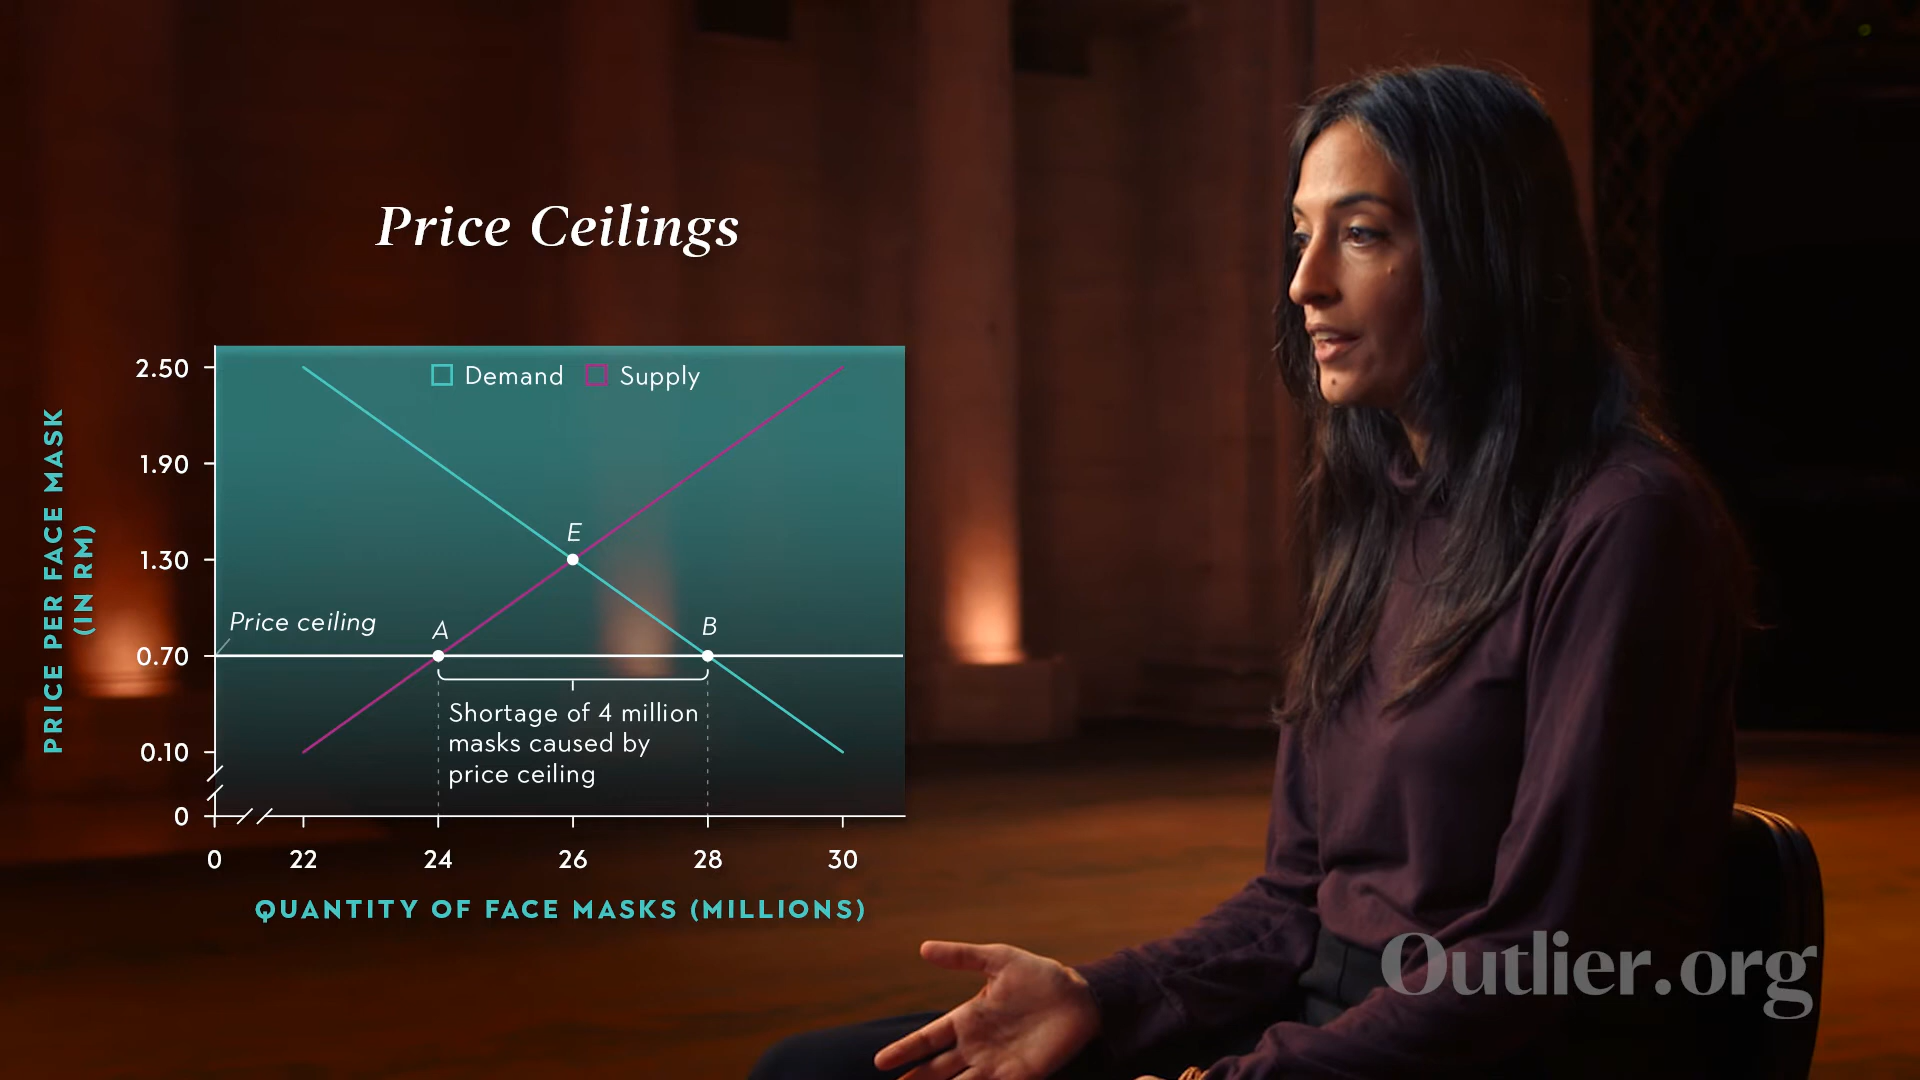 Price Ceilings
Demand Supply
2.50
1.90
1.30
0.70
0.10
0
PRICE PER FACE MASK
(IN RM)
E
Price ceiling
A
B
Shortage of 4 million
masks caused by
price ceiling
0 22 24 26 28 30
QUANTITY OF FACE MASKS (MILLIONS)
Outlier.org